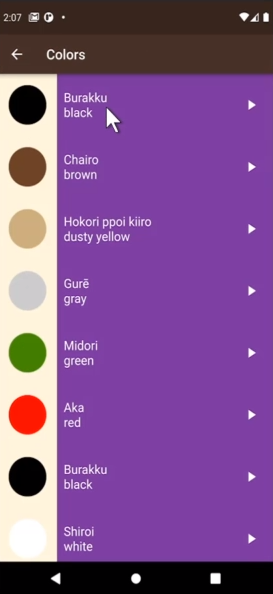 2:07
Colors
Burakku
black
Chairo
brown
Hokori ppoi kiiro
dusty yellow
Gurē
gray
Midori
green
Aka
red
Burakku
black
Shiroi
white